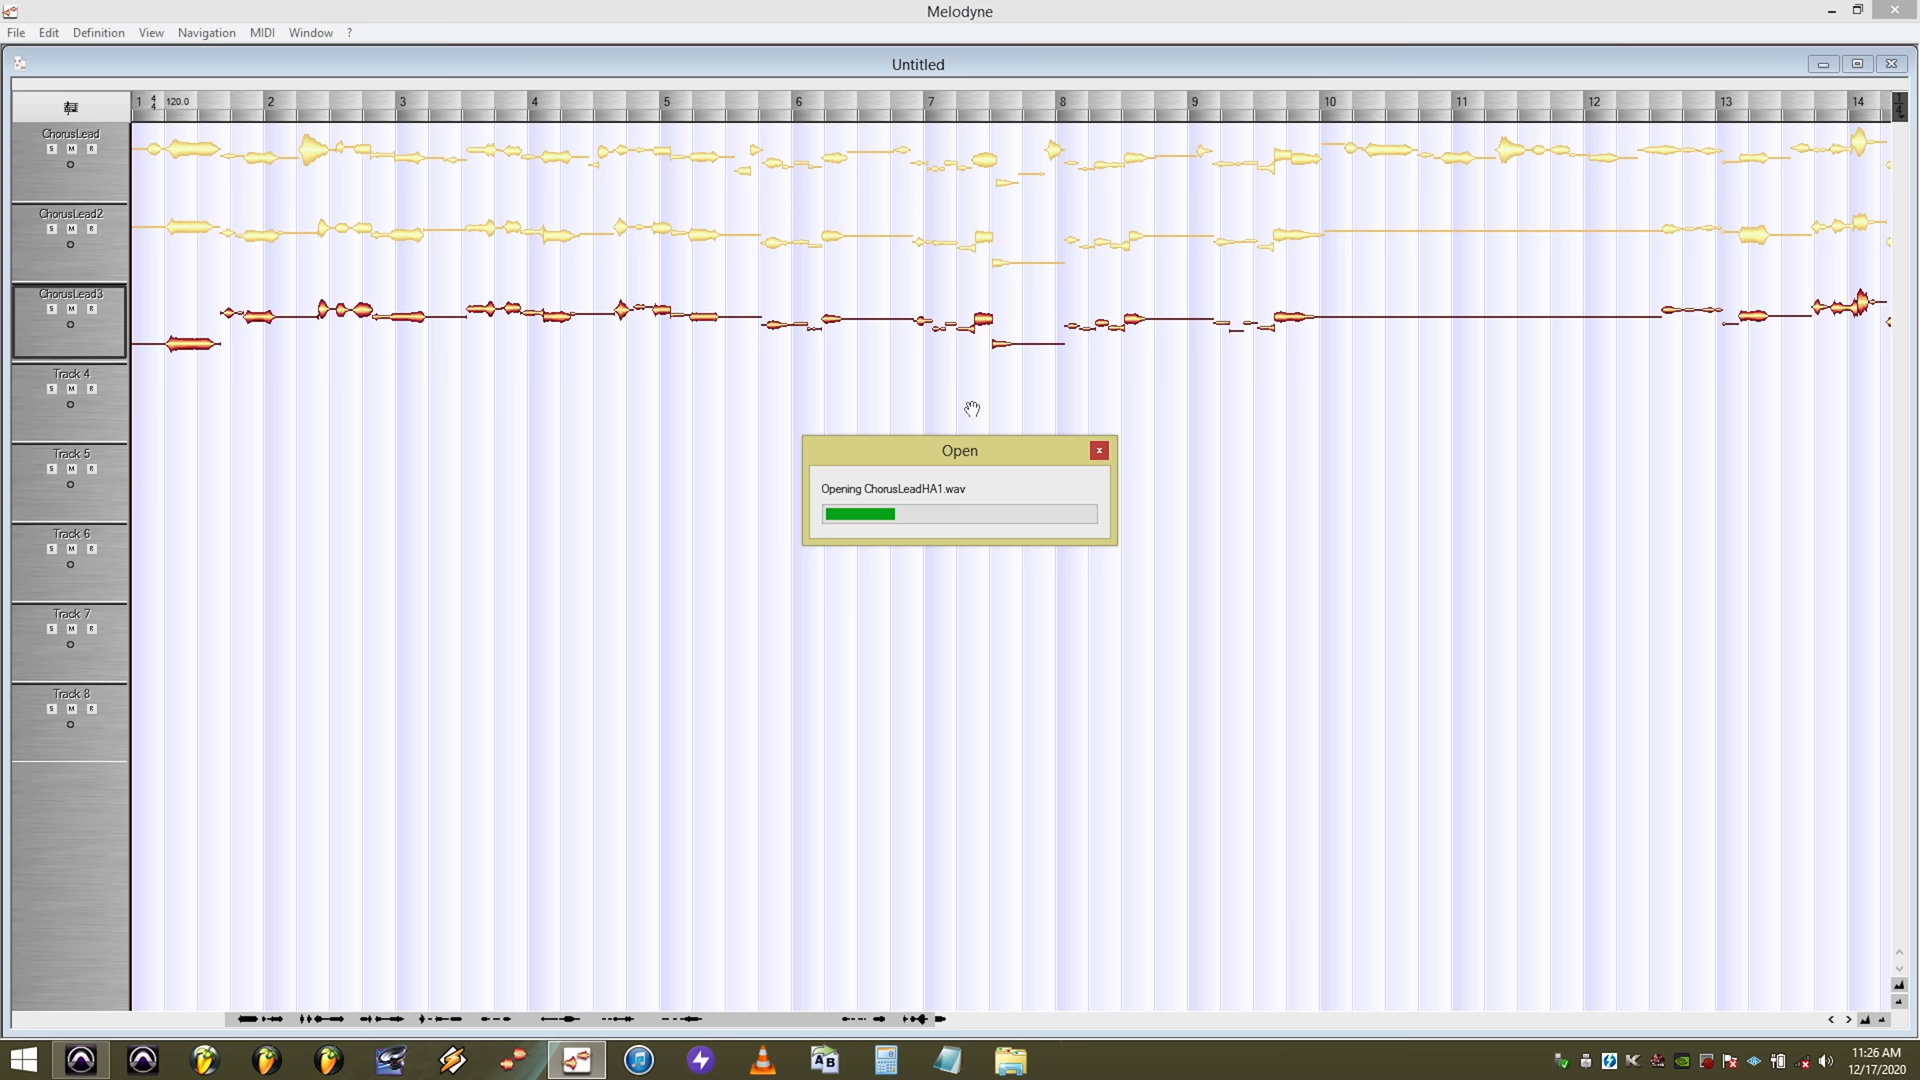 Melodyne
File Edit Definition View Navigation MIDI Window ?
Untitled
1 4 4 120.0 2 3 4 5 6 7 8 9 10 11 12 13 14 1 4
ChorusLead
S M R
ChorusLead2
S M R
ChorusLead3
S M R
Track 4
S M R
Track 5
S M R
Track 6
S M R
Track 7
S M R
Track 8
S M R
Open
x
Opening ChorusLeadHA1.wav
A B
11:26 AM
12/17/2020